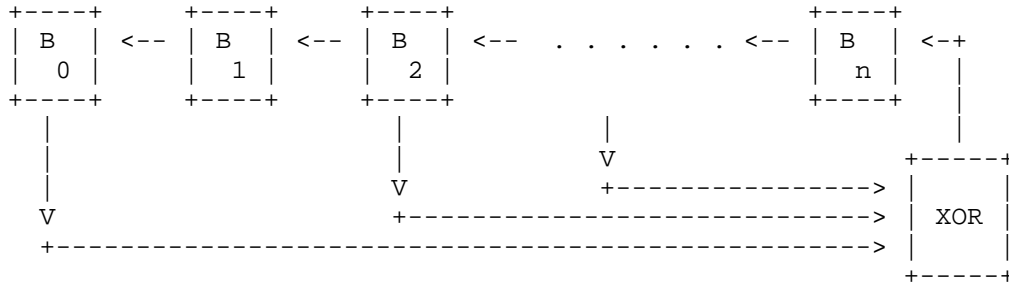 +----+     +----+     +----+                      +----+
| B  | <-- | B  | <-- | B  | <--  . . . . . . <-- | B  | <-+
|  0 |     |  1 |     |  2 |                      |  n |   |
+----+     +----+     +----+                      +----+   |
  |                     |            |                     |
  |                     |            V                  +-----+
  |                     V            +----------------> |     |
  V                     +-----------------------------> | XOR |
  +---------------------------------------------------> |     |
                                                        +-----+